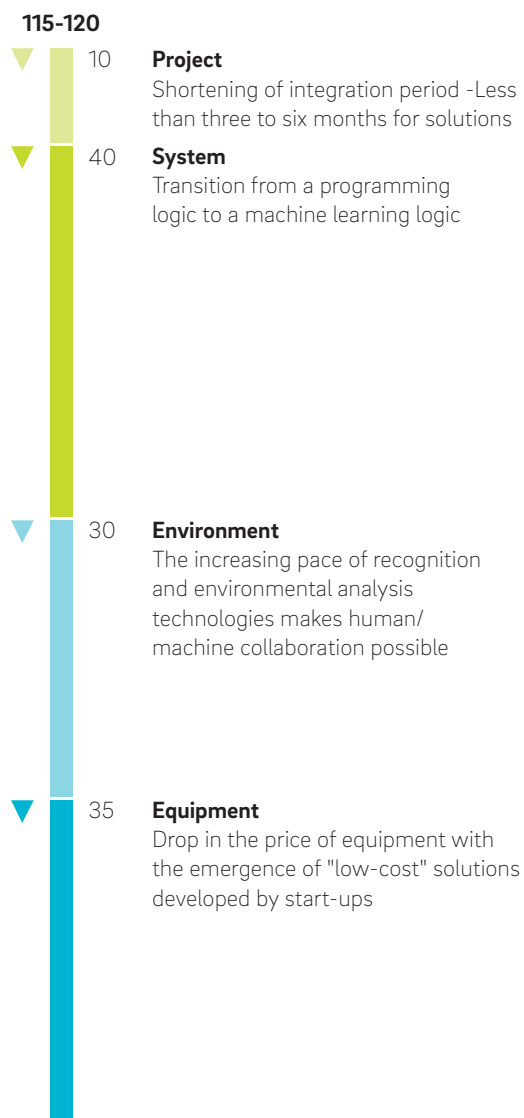 115-120
10 Project
Shortening of integration period -Less
than three to six months for solutions
40 System
Transition from a programming
logic to a machine learning logic
30 Environment
The increasing pace of recognition
and environmental analysis
technologies makes human/
machine collaboration possible
35 Equipment
Drop in the price of equipment with
the emergence of "low-cost" solutions
developed by start-ups